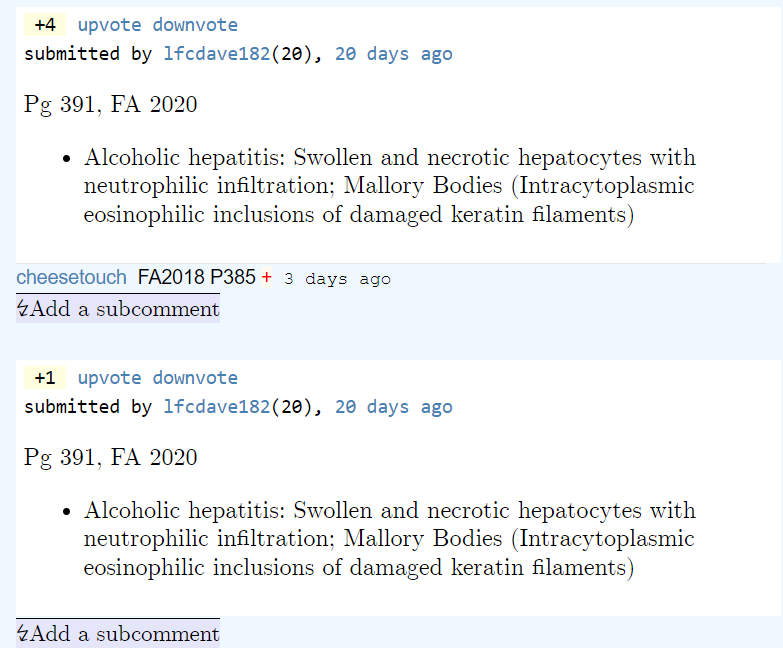 +4 upvote downvote
submitted by lfcdave182(20), 20 days ago
Pg 391, FA 2020
• Alcoholic hepatitis: Swollen and necrotic hepatocytes with
neutrophilic infiltration; Mallory Bodies (Intracytoplasmic
eosinophilic inclusions of damaged keratin filaments)
cheesetouch FA2018 P385 + 3 days ago
↯Add a subcomment
+1 upvote downvote
submitted by lfcdave182(20), 20 days ago
Pg 391, FA 2020
• Alcoholic hepatitis: Swollen and necrotic hepatocytes with
neutrophilic infiltration; Mallory Bodies (Intracytoplasmic
eosinophilic inclusions of damaged keratin filaments)
↯Add a subcomment